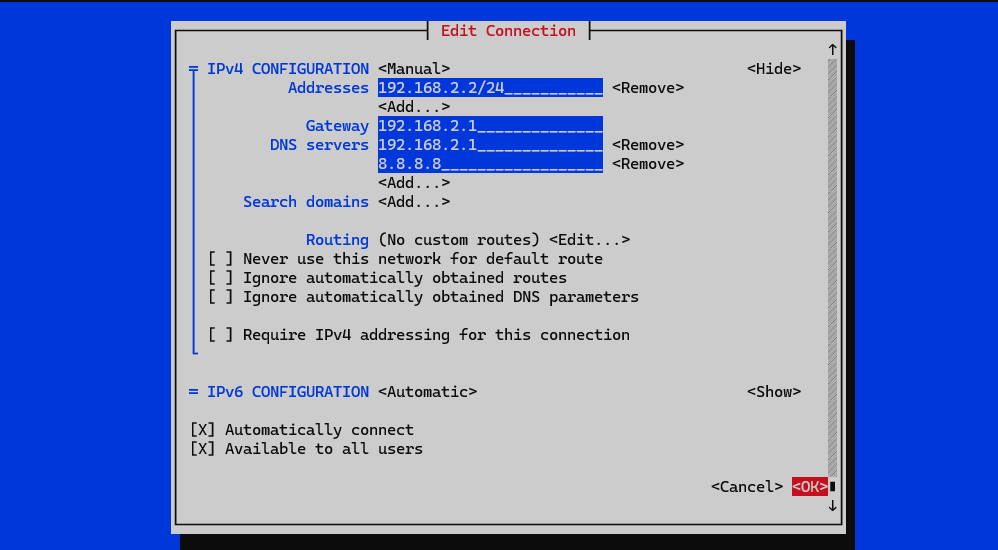 Edit Connection
↑
= IPv4 CONFIGURATION <Manual> <Hide>
Addresses 192.168.2.2/24___________ <Remove>
<Add...>
Gateway 192.168.2.1______________
DNS servers 192.168.2.1______________ <Remove>
8.8.8.8__________________ <Remove>
<Add...>
Search domains <Add...>
Routing (No custom routes) <Edit...>
[ ] Never use this network for default route
[ ] Ignore automatically obtained routes
[ ] Ignore automatically obtained DNS parameters
[ ] Require IPv4 addressing for this connection
= IPv6 CONFIGURATION <Automatic> <Show>
[X] Automatically connect
[X] Available to all users
<Cancel> <OK>
↓